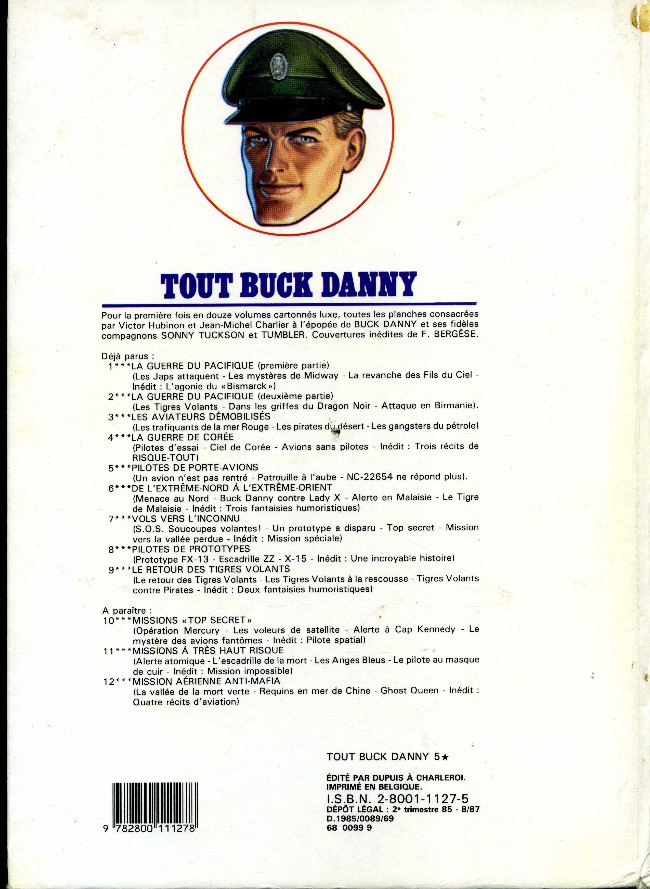 TOUT BUCK DANNY
Pour la première fois en douze volumes cartonnés luxe, toutes les planches consacrées
par Victor Hubinon et Jean-Michel Charlier à l'épopée de BUCK DANNY et ses fidèles
compagnons SONNY TUCKSON et TUMBLER. Couvertures inédites de F. BERGÈSE.
Déjà parus :
1***LA GUERRE DU PACIFIQUE (première partie)
(Les Japs attaquent - Les mystères de Midway - La revanche des Fils du Ciel -
Inédit : L'agonie du «Bismarck»)
2***LA GUERRE DU PACIFIQUE (deuxième partie)
(Les Tigres Volants - Dans les griffes du Dragon Noir - Attaque en Birmanie).
3***LES AVIATEURS DÉMOBILISÉS
(Les trafiquants de la mer Rouge - Les pirates du désert - Les gangsters du pétrole)
4***LA GUERRE DE CORÉE
(Pilotes d'essai - Ciel de Corée - Avions sans pilotes - Inédit : Trois récits de
RISQUE-TOUT)
5***PILOTES DE PORTE-AVIONS
(Un avion n'est pas rentré - Patrouille à l'aube - NC-22654 ne répond plus).
6***DE L'EXTRÊME-NORD À L'EXTRÊME-ORIENT
(Menace au Nord - Buck Danny contre Lady X - Alerte en Malaisie - Le Tigre
de Malaisie - Inédit : Trois fantaisies humoristiques)
7***VOLS VERS L'INCONNU
(S.O.S. Soucoupes volantes! - Un prototype a disparu - Top secret - Mission
vers la vallée perdue - Inédit : Mission spéciale)
8***PILOTES DE PROTOTYPES
(Prototype FX-13 - Escadrille ZZ - X-15 - Inédit : Une incroyable histoire)
9***LE RETOUR DES TIGRES VOLANTS
(Le retour des Tigres Volants - Les Tigres Volants à la rescousse - Tigres Volants
contre Pirates - Inédit : Deux fantaisies humoristiques)
A paraître :
10***MISSIONS «TOP SECRET»
(Opération Mercury - Les voleurs de satellite - Alerte à Cap Kennedy - Le
mystère des avions fantômes - Inédit : Pilote spatial)
11***MISSIONS À TRÈS HAUT RISQUE
(Alerte atomique - L'escadrille de la mort - Les Anges Bleus - Le pilote au masque
de cuir - Inédit : Mission impossible)
12***MISSION AÉRIENNE ANTI-MAFIA
(La vallée de la mort verte - Requins en mer de Chine - Ghost Queen - Inédit :
Quatre récits d'aviation)
TOUT BUCK DANNY 5★
ÉDITÉ PAR DUPUIS À CHARLEROI.
IMPRIMÉ EN BELGIQUE.
I.S.B.N. 2-8001-1127-5
DÉPÔT LÉGAL : 2e trimestre 85 - 8/87
D.1985/0089/69
68 0099 9
9 782800 111278